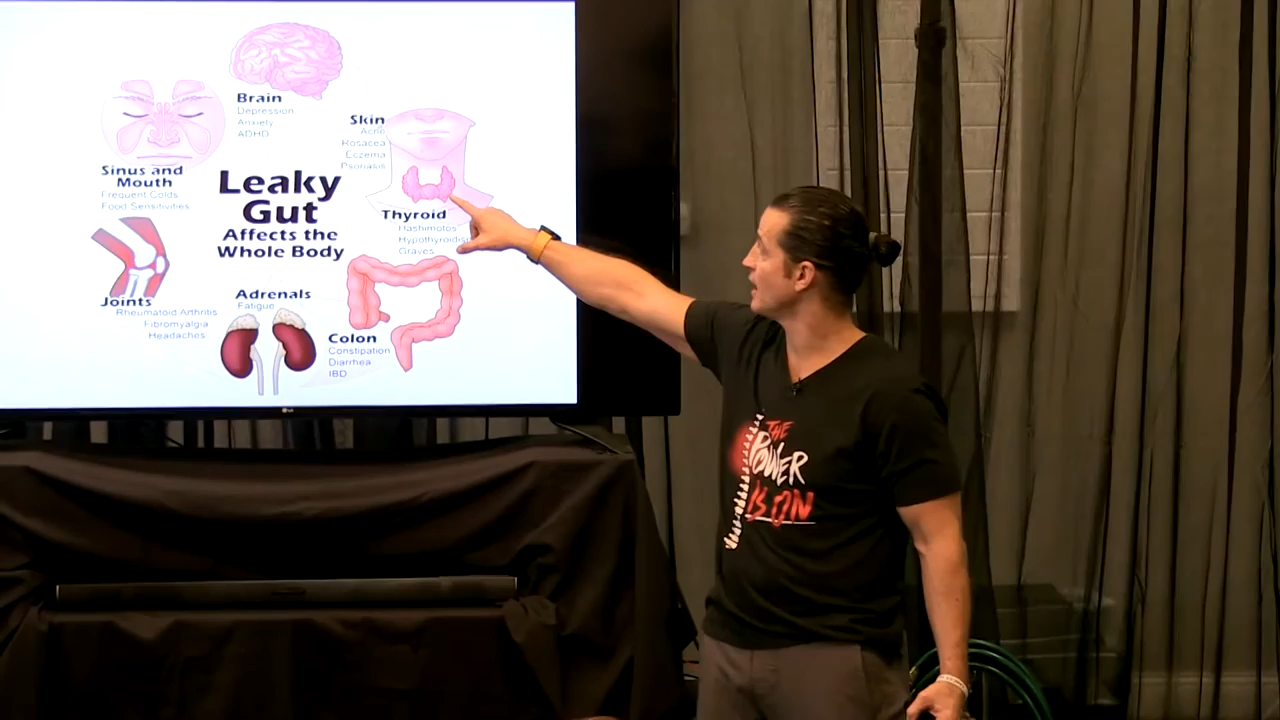 Brain
Depression
Anxiety
ADHD
Skin
Acne
Rosacea
Eczema
Psoriasis
Sinus and
Mouth
Frequent Colds
Food Sensitivities
Leaky
Gut
Affects the
Whole Body
Thyroid
Hashimotos
Graves
Joints
Rheumatoid Arthritis
Fibromyalgia
Headaches
Adrenals
Fatigue
Colon
Constipation
Diarrhea
IBD
LG
THE
POWER
IS ON